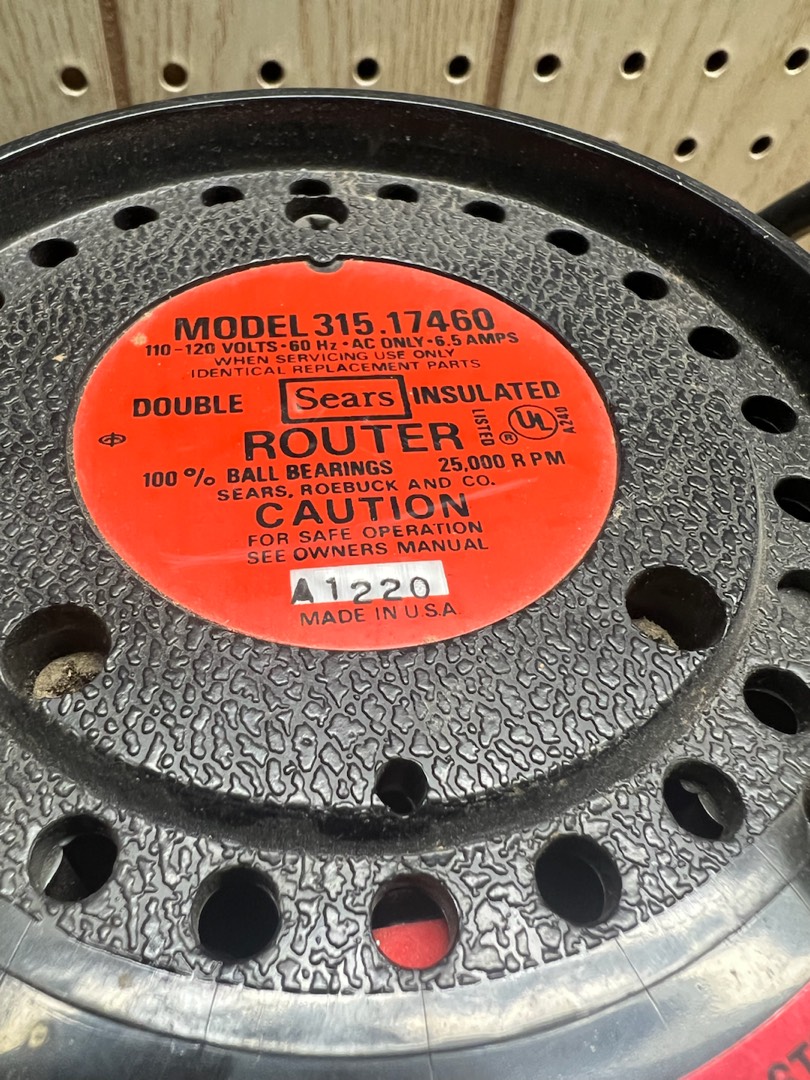 MODEL 315.17460
110-120 VOLTS • 60 Hz • AC ONLY • 6.5 AMPS
WHEN SERVICING USE ONLY
IDENTICAL REPLACEMENT PARTS
DOUBLE Sears INSULATED
ROUTER
LISTED ® UL A240
100% BALL BEARINGS 25,000 RPM
SEARS, ROEBUCK AND CO.
CAUTION
FOR SAFE OPERATION
SEE OWNERS MANUAL
A1220
MADE IN U.S.A.